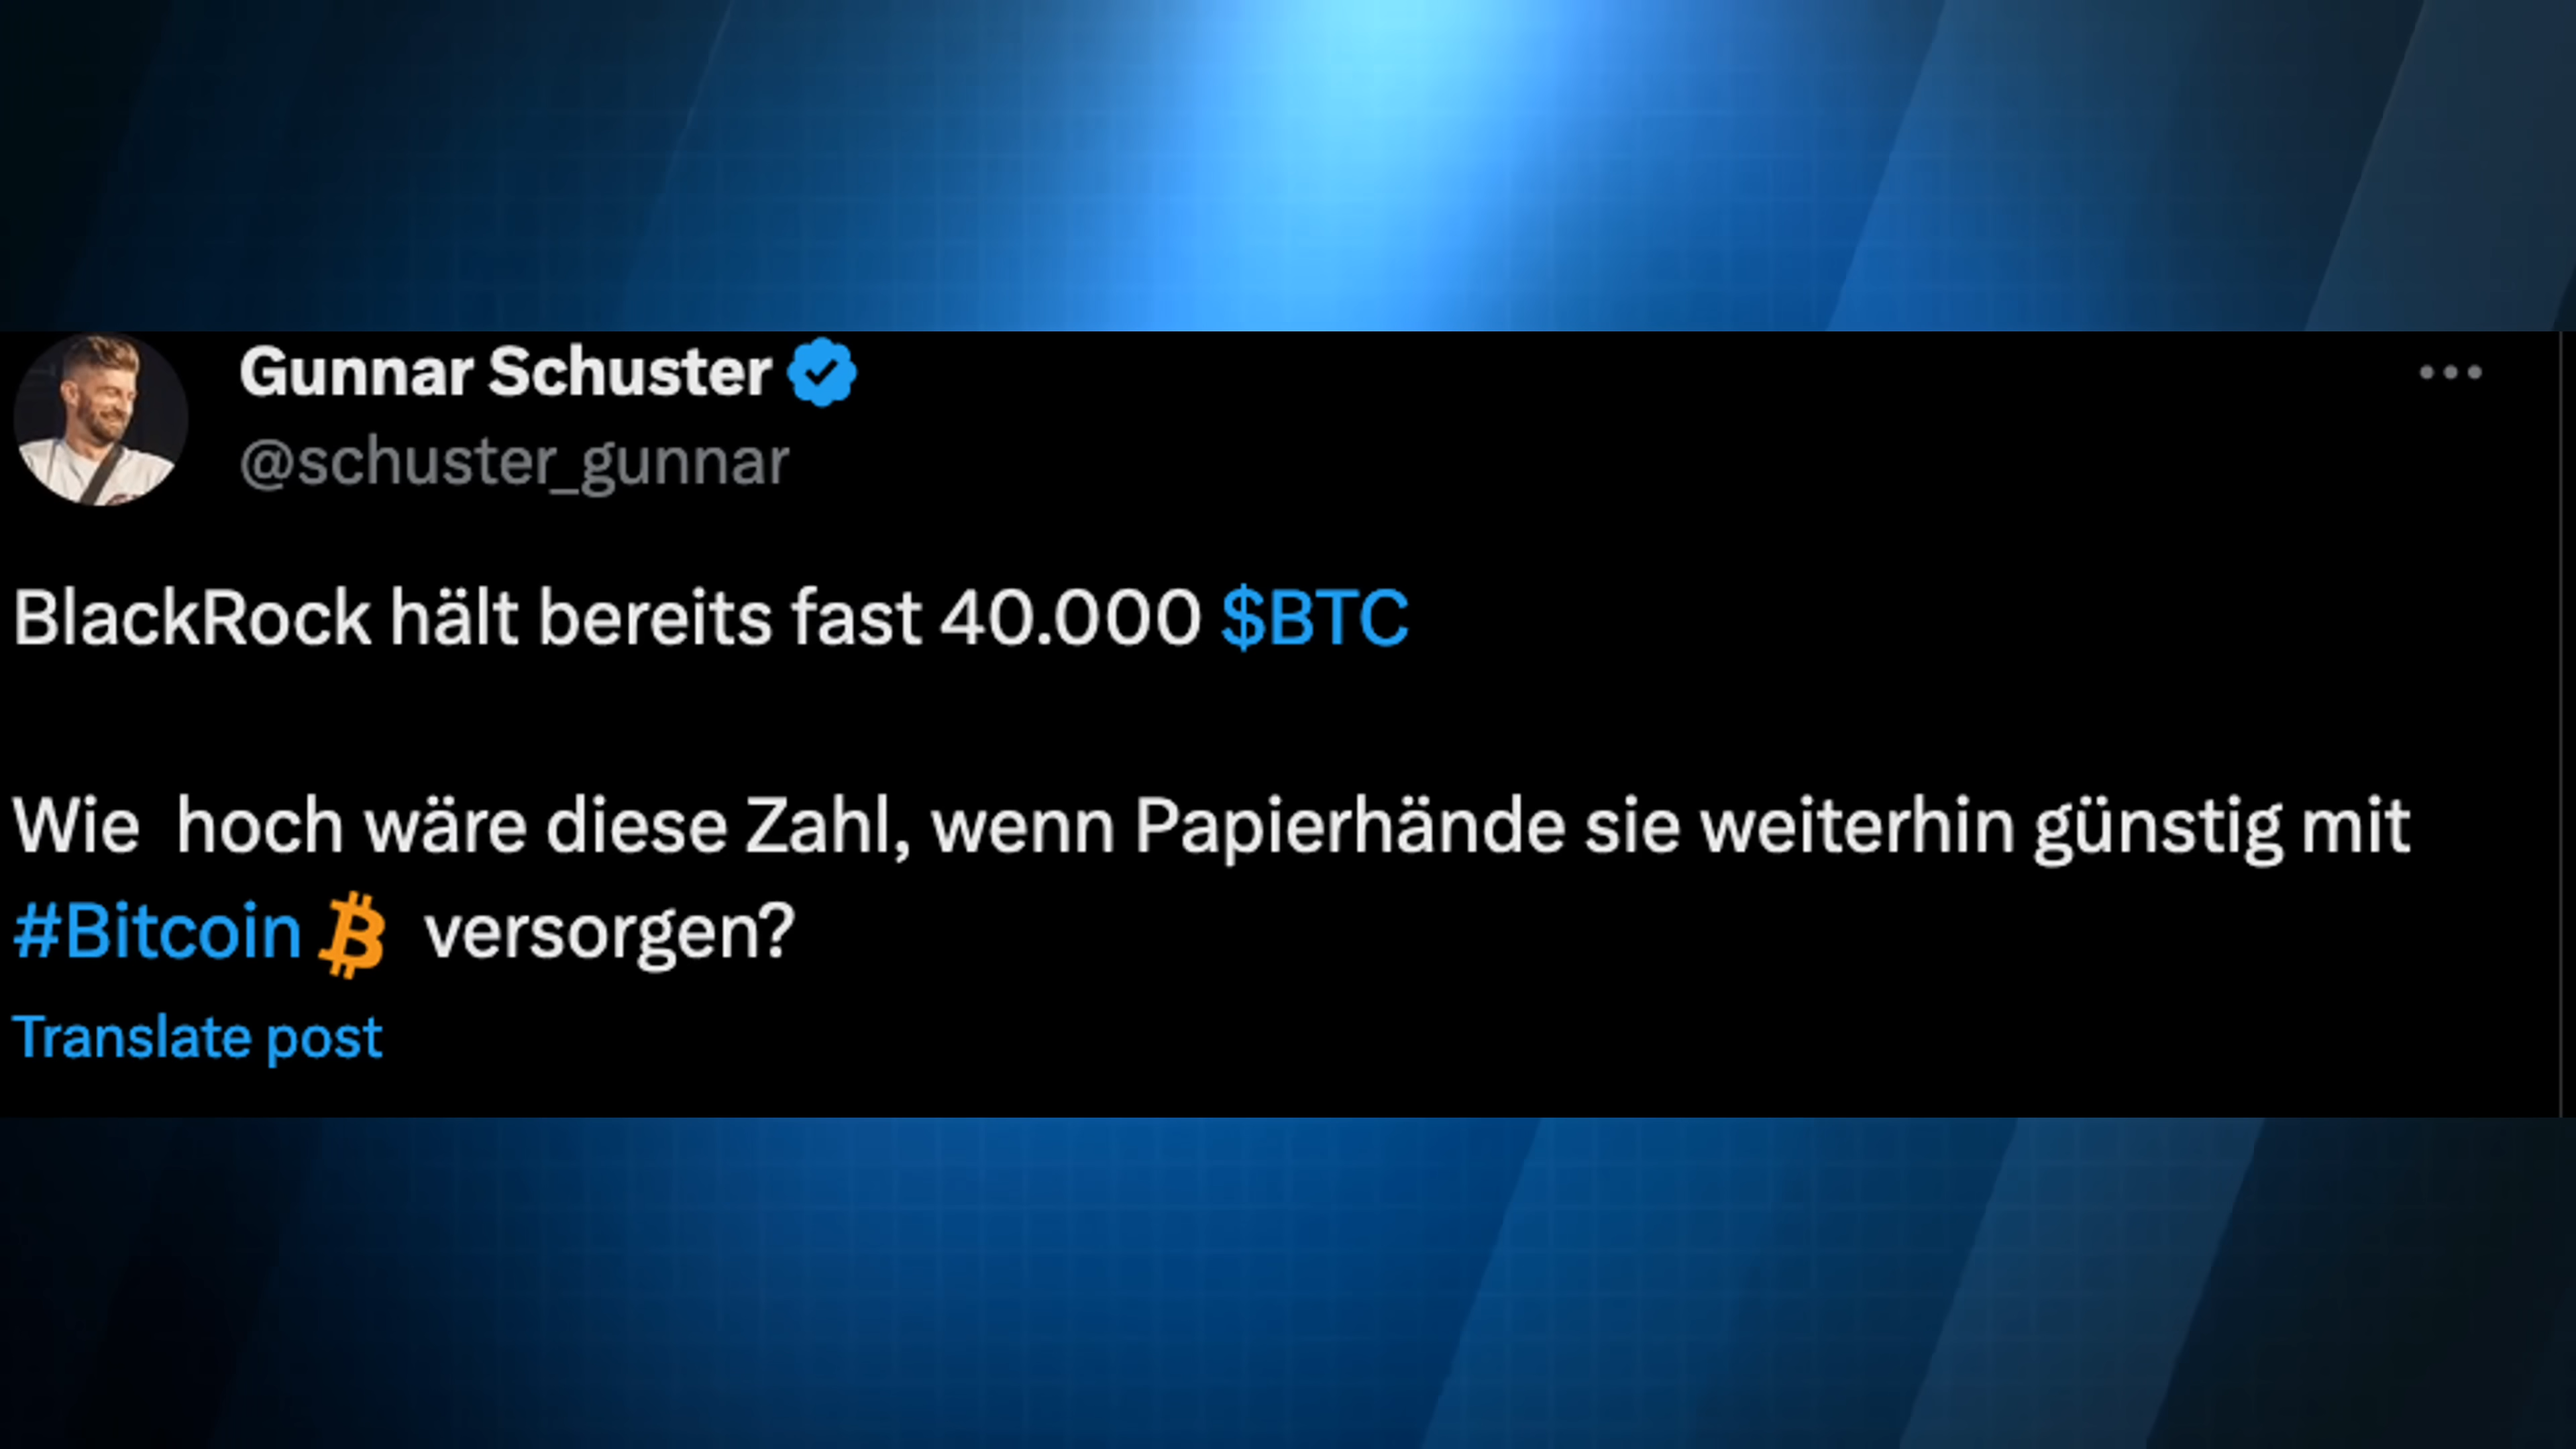 Gunnar Schuster
@schuster_gunnar
BlackRock hält bereits fast 40.000 $BTC
Wie hoch wäre diese Zahl, wenn Papierhände sie weiterhin günstig mit
#Bitcoin versorgen?
Translate post